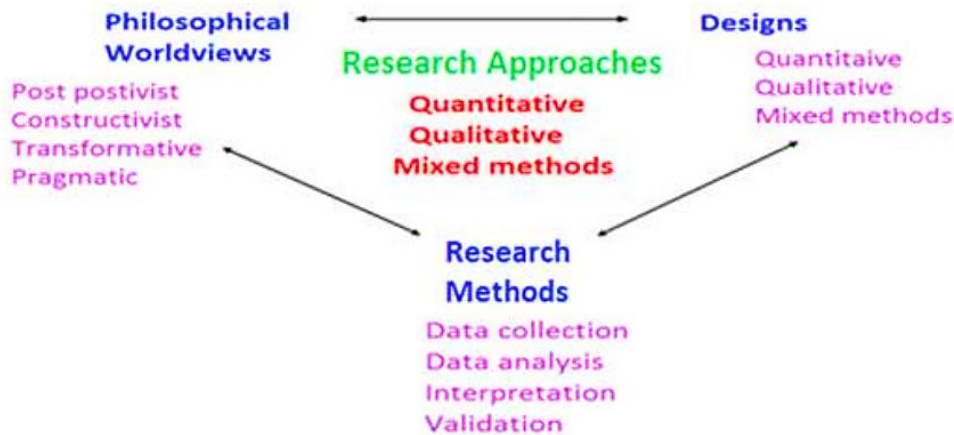 Philosophical
Worldviews
Post postivist
Constructivist
Transformative
Pragmatic
Research Approaches
Quantitative
Qualitative
Mixed methods
Designs
Quantitaive
Qualitative
Mixed methods
Research
Methods
Data collection
Data analysis
Interpretation
Validation